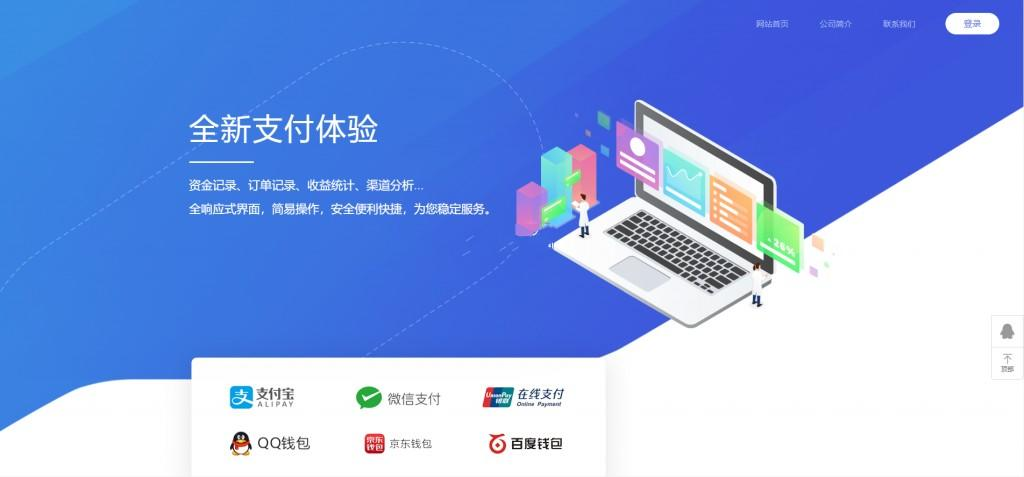 网站首页 公司简介 联系我们 登录
全新支付体验
资金记录、订单记录、收益统计、渠道分析...
全响应式界面，简易操作，安全便利快捷，为您稳定服务。
26%
顶部
支付宝
ALIPAY
微信支付
UnionPay
银联
在线支付
Online Payment
QQ钱包
京东
钱包
京东钱包
百度钱包